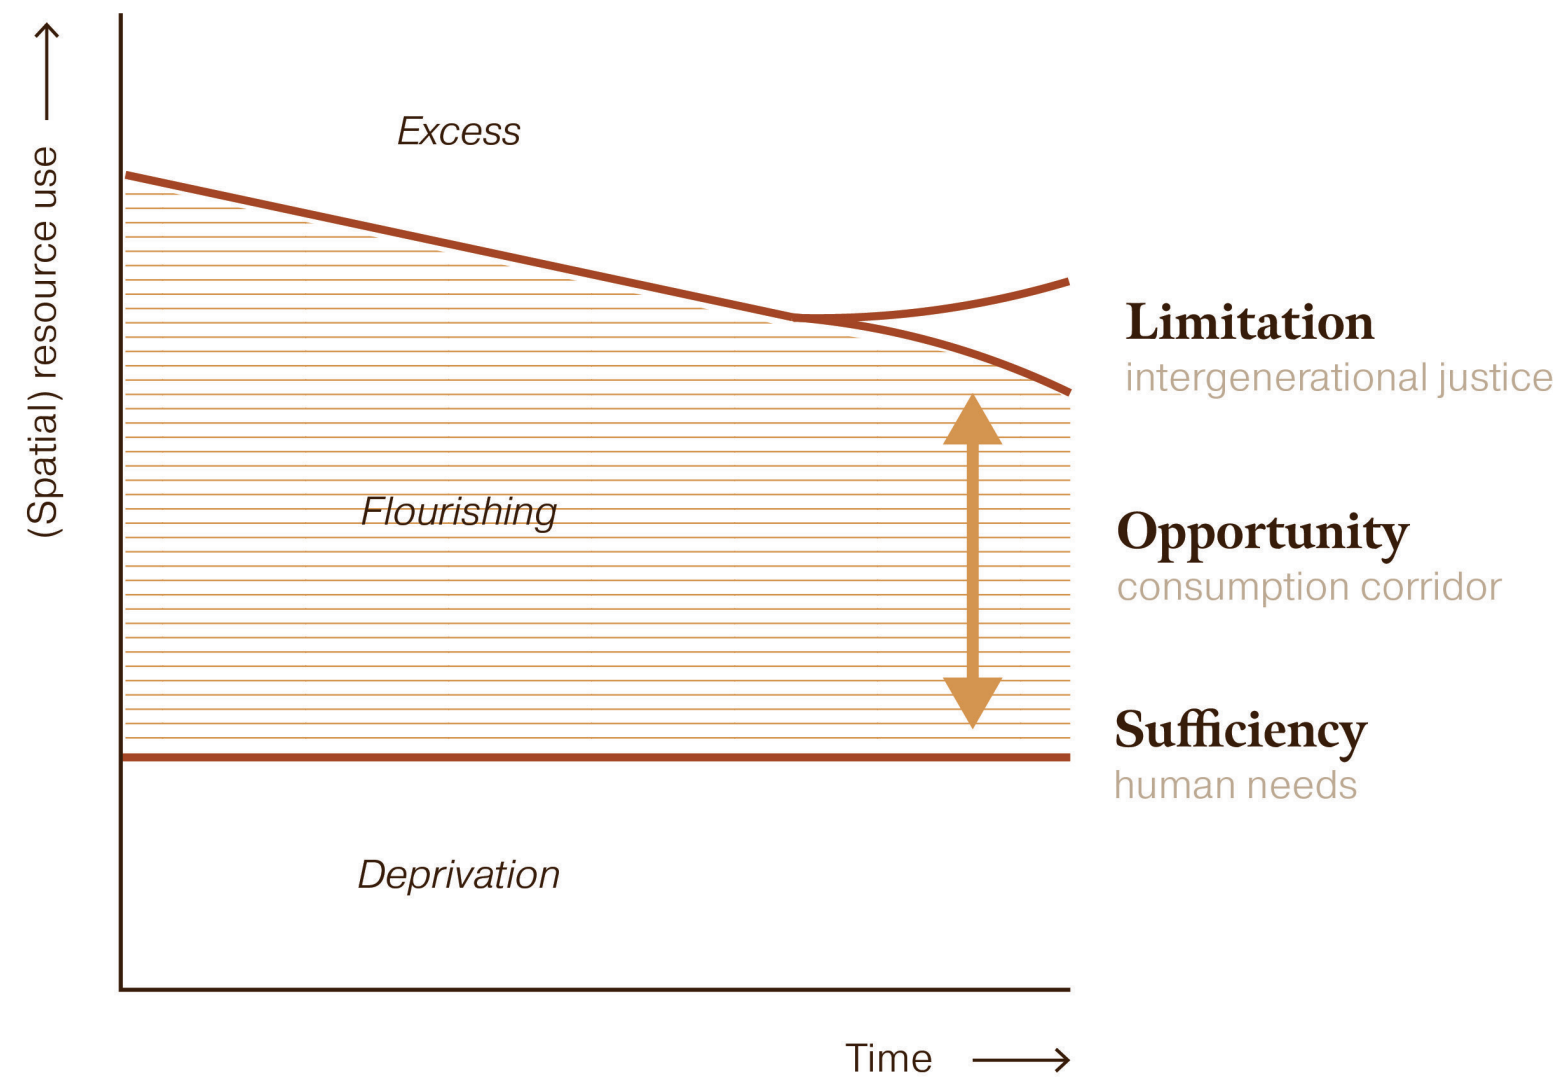 (Spatial) resource use
Excess
Limitation
intergenerational justice
Flourishing
Opportunity
consumption corridor
Sufficiency
human needs
Deprivation
Time